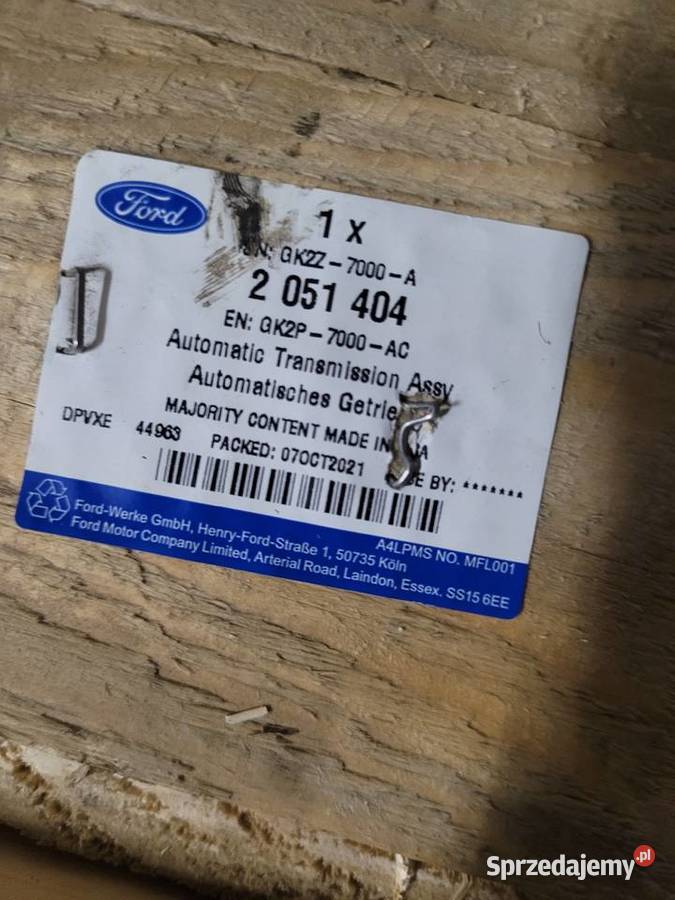 Ford
1 X
GK2Z-7000-A
2 051 404
EN: GK2P-7000-AC
Automatic Transmission Assy
Automatisches
MAJORITY CONTENT MADE IN
DPVXE 44963 PACKED: 07OCT2021 BY: *******
A4LPMS NO. MFL001
Ford-Werke GmbH, Henry-Ford-Straße 1, 50735 Köln
Ford Motor Company Limited, Arterial Road, Laindon, Essex. SS15 6EE
Sprzedajemy.pl